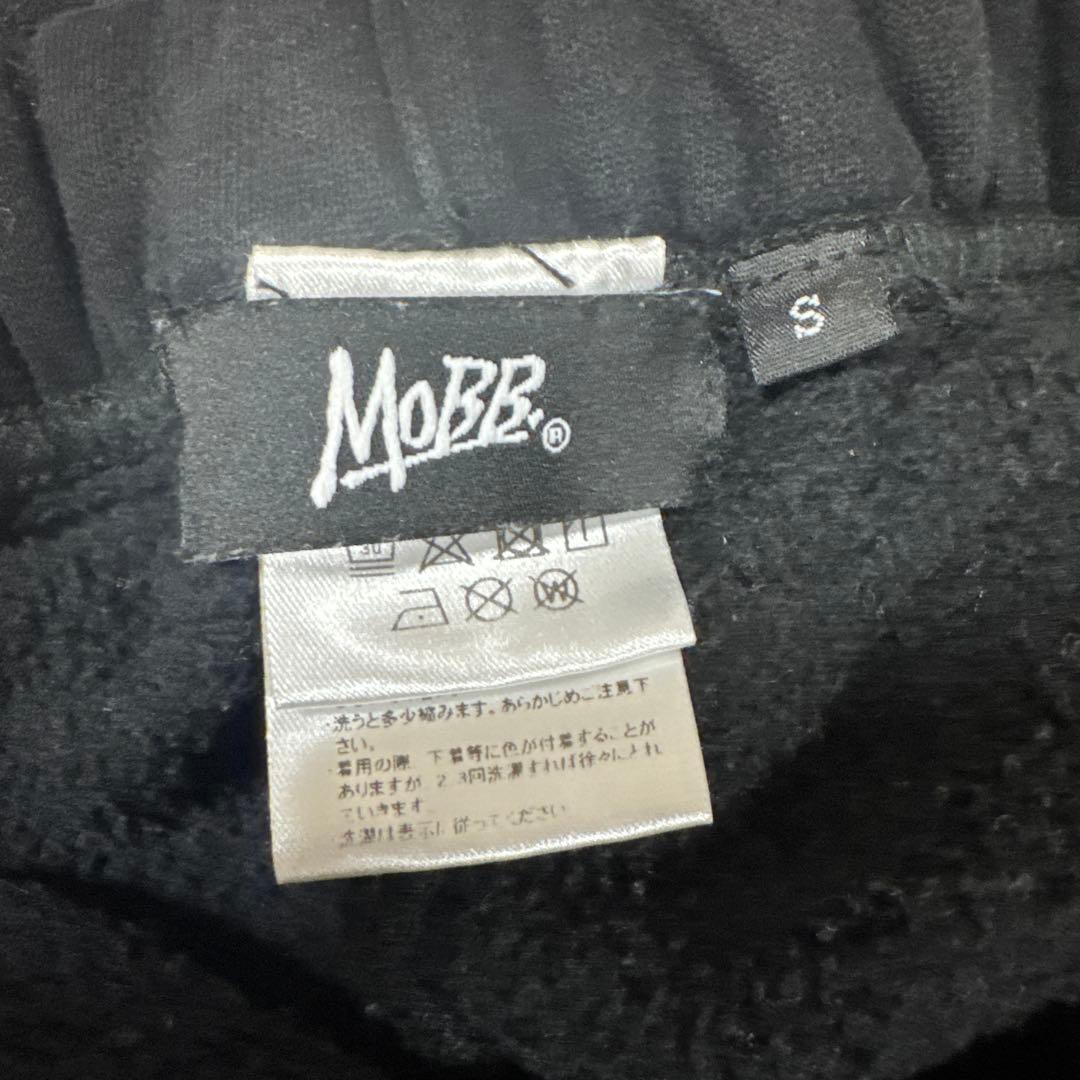 MOBB.®
S
30
W
洗うと多少縮みます。あらかじめご注意下
さい。
着用の際 下着等に色が付着することが
ありますが 2 3回洗濯すれば徐々にとれ
ていきます
洗濯は表示に従ってください